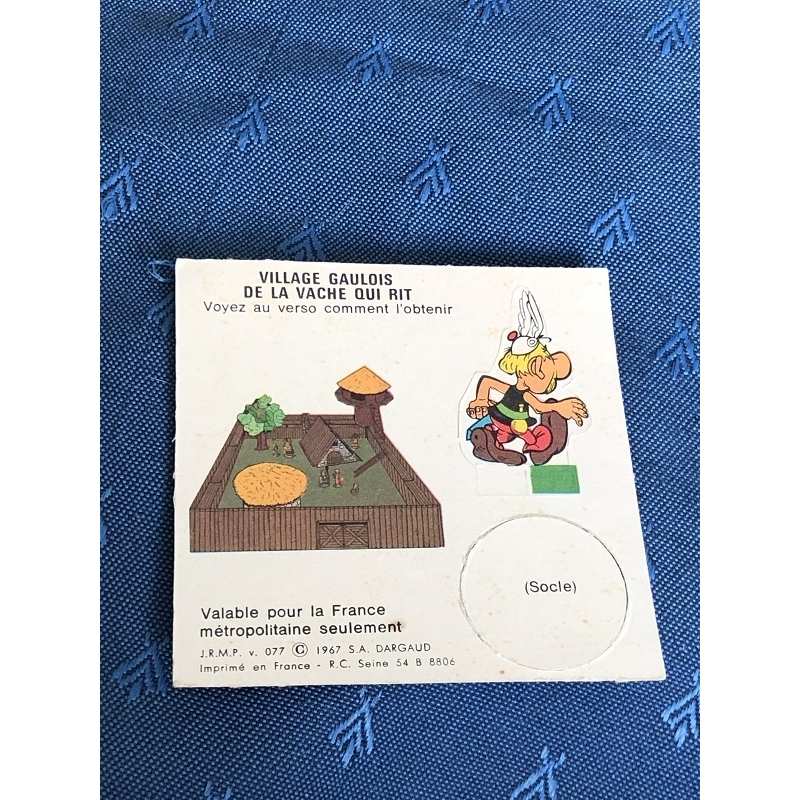 VILLAGE GAULOIS
DE LA VACHE QUI RIT
Voyez au verso comment l'obtenir
(Socle)
Valable pour la France
métropolitaine seulement
J.R.M.P. v. 077 © 1967 S.A. DARGAUD
Imprimé en France - R.C. Seine 54 B 8806